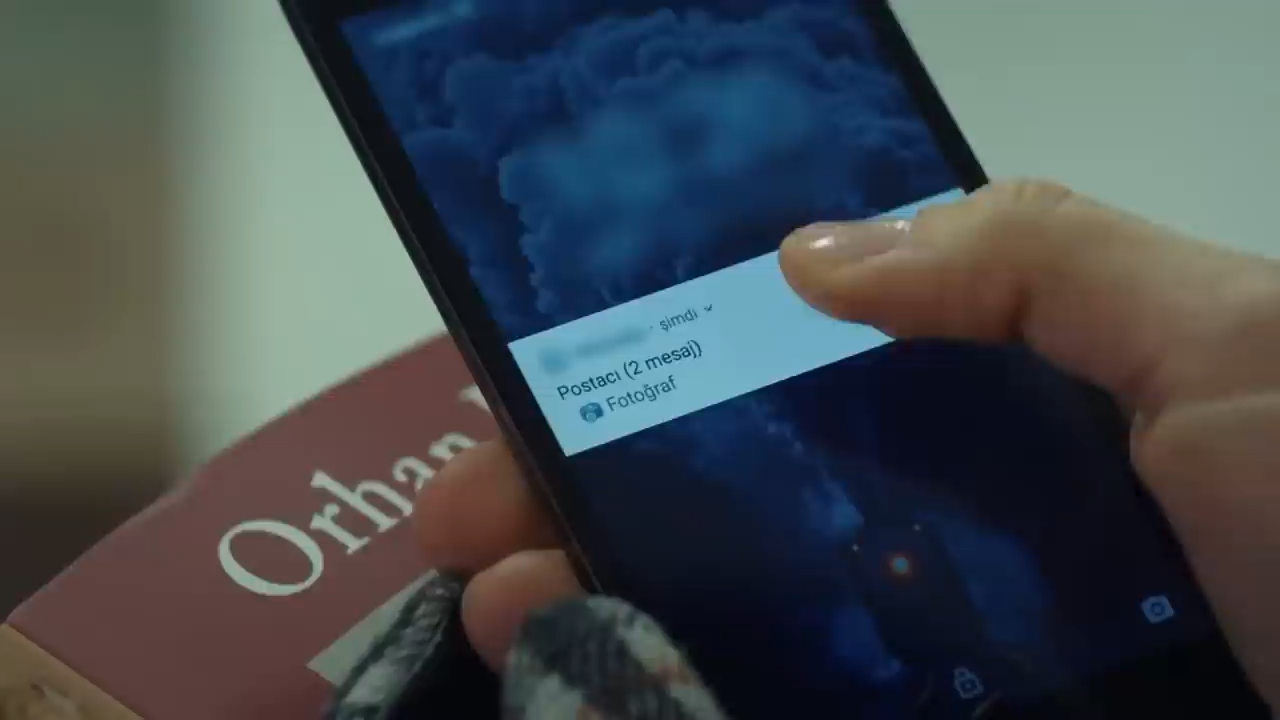 şimdi
Postacı (2 mesaj)
Fotoğraf
Orhan